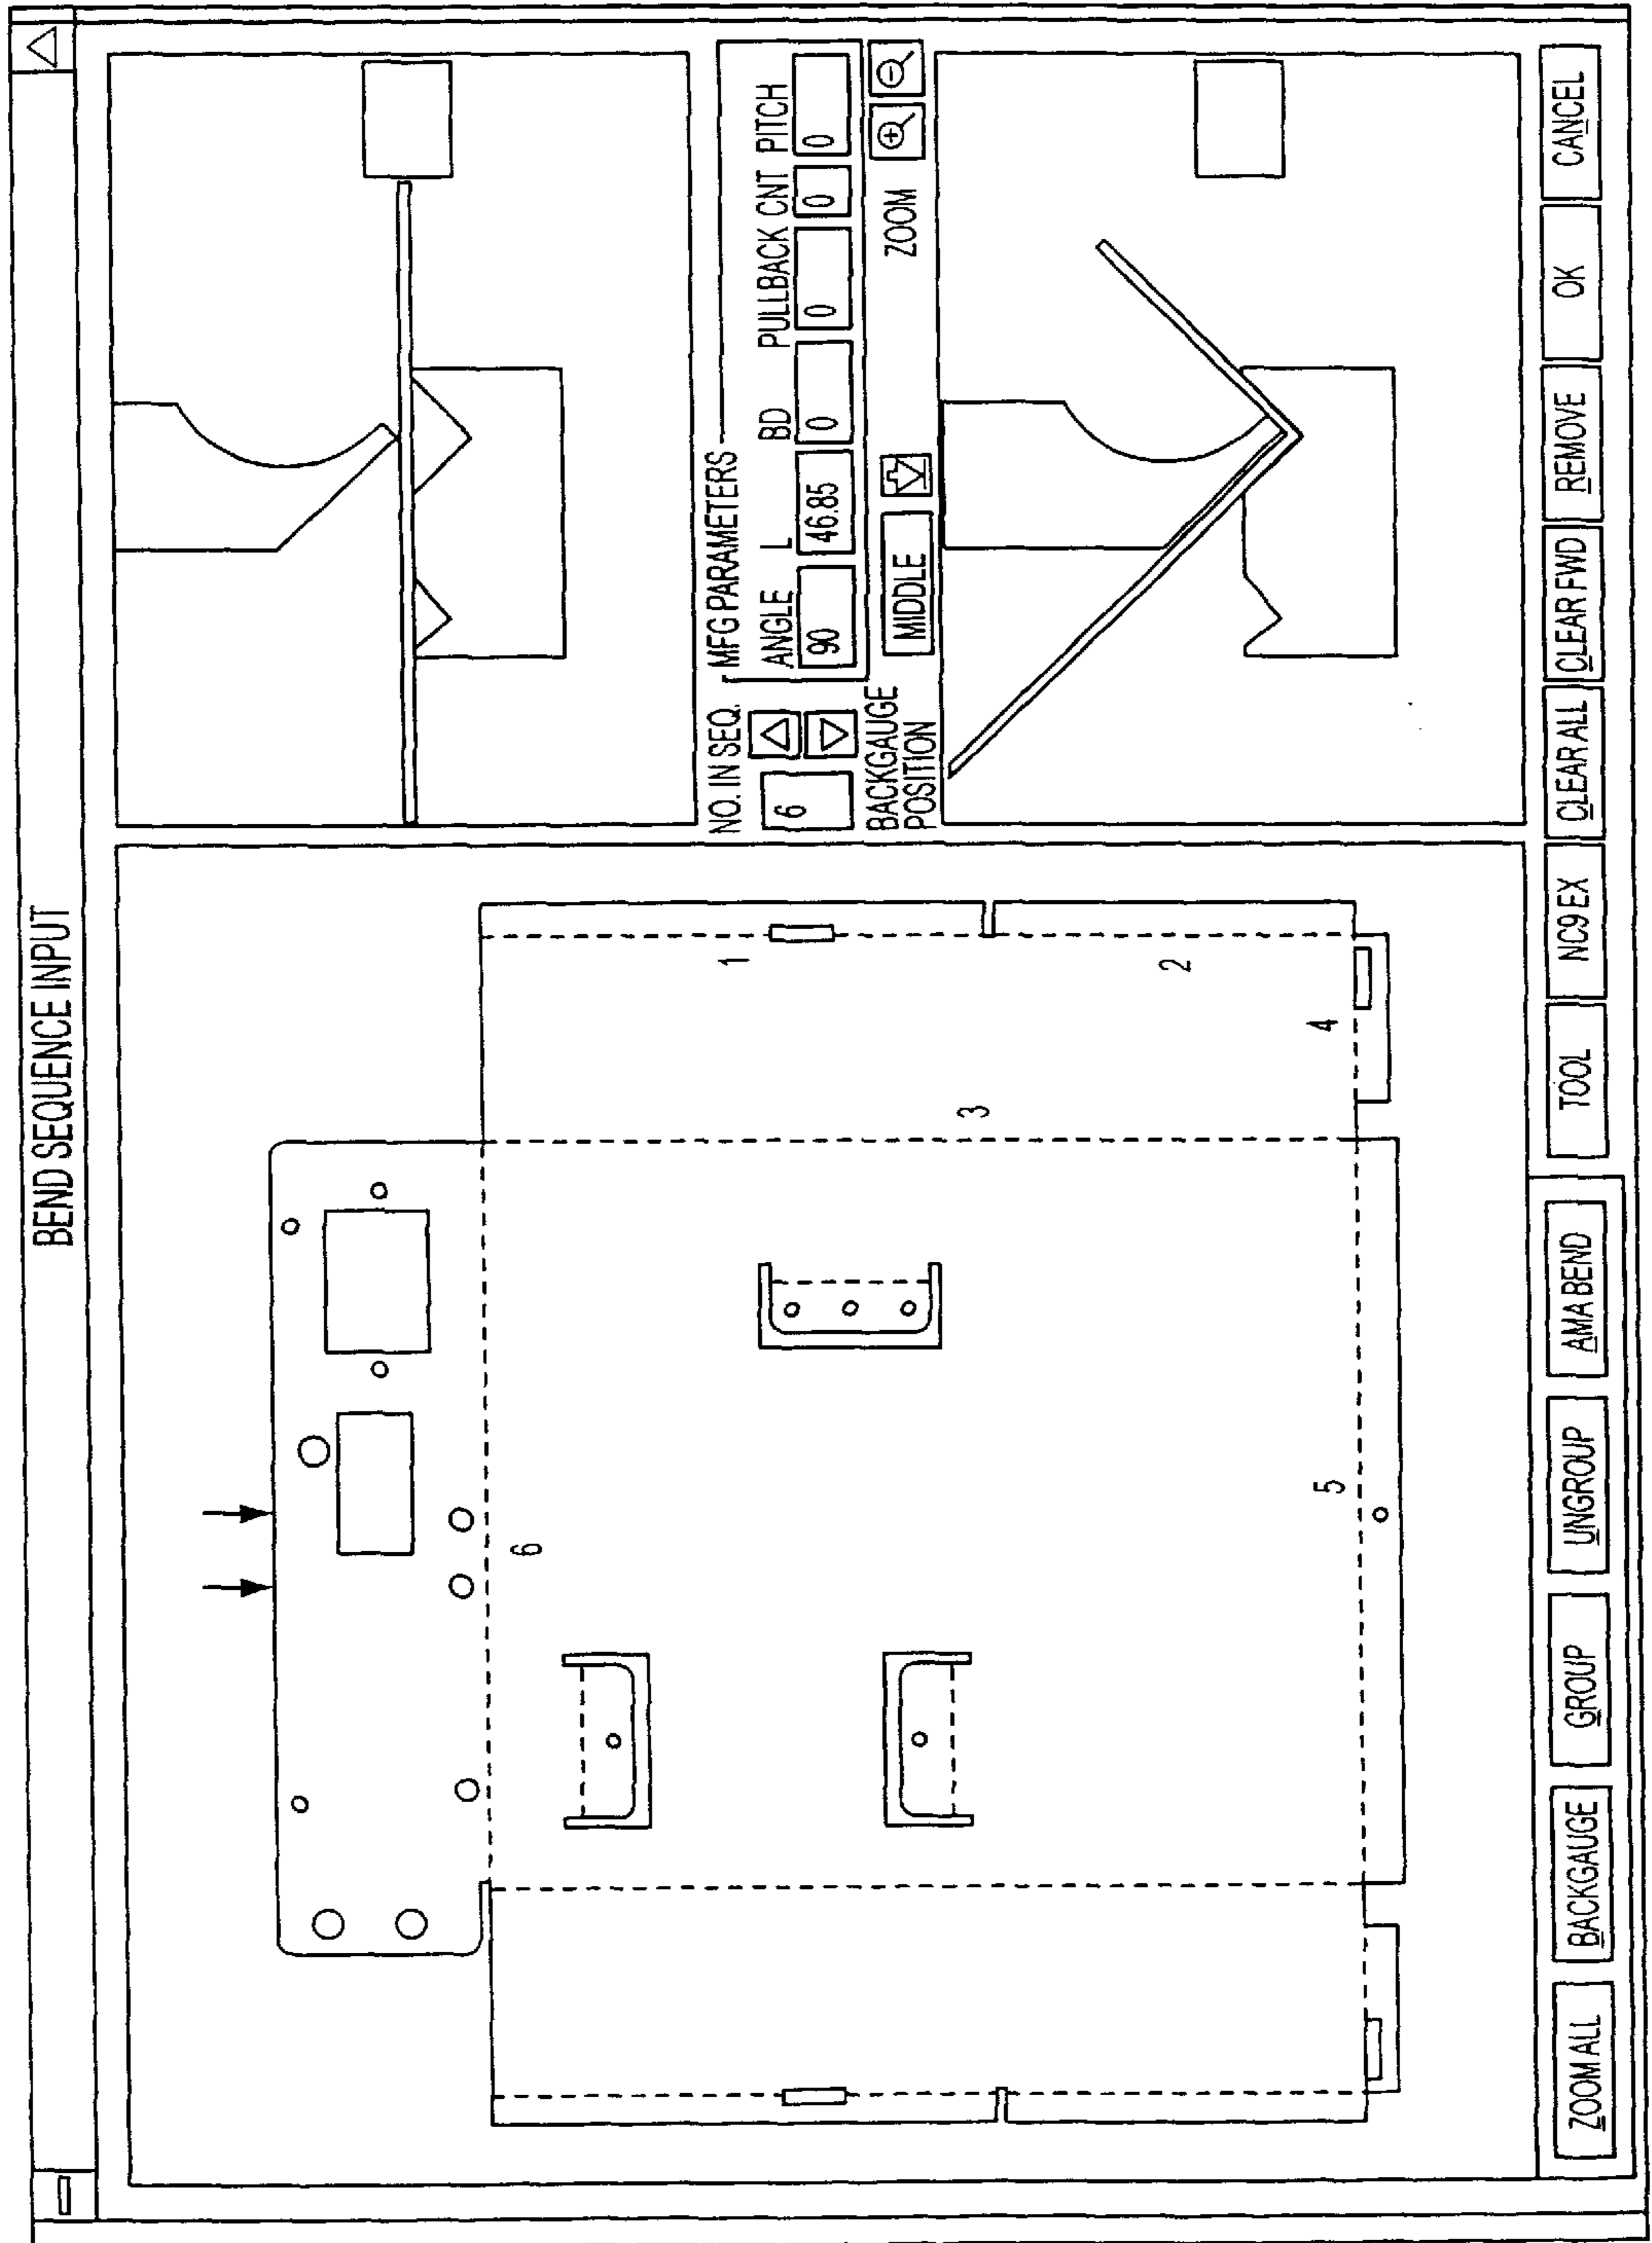 BEND SEQUENCE INPUT
6
1
2
3
4
5
NO. IN SEQ.
6
MFG PARAMETERS
ANGLE L BD PULLBACK CNT PITCH
90 46.85 0 0 0 0
BACKGAUGE
POSITION
MIDDLE
ZOOM
ZOOM ALL BACKGAUGE GROUP UNGROUP AMA BEND TOOL NC9 EX CLEAR ALL CLEAR FWD REMOVE OK CANCEL